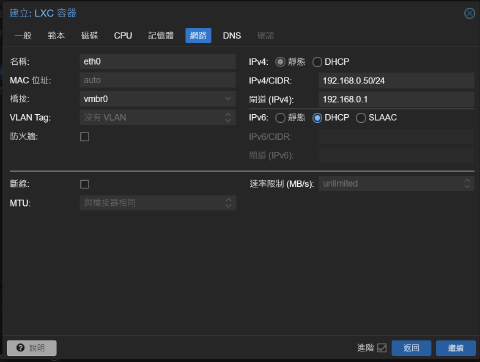 建立: LXC 容器
一般 範本 磁碟 CPU 記憶體 網路 DNS 確認
名稱: eth0
MAC 位址: auto
橋接: vmbr0
VLAN Tag: 沒有 VLAN
防火牆:
IPv4: 靜態 DHCP
IPv4/CIDR: 192.168.0.50/24
閘道 (IPv4): 192.168.0.1
IPv6: 靜態 DHCP SLAAC
IPv6/CIDR:
閘道 (IPv6):
斷線:
MTU: 與橋接器相同
速率限制 (MB/s): unlimited
說明
進階 返回 繼續